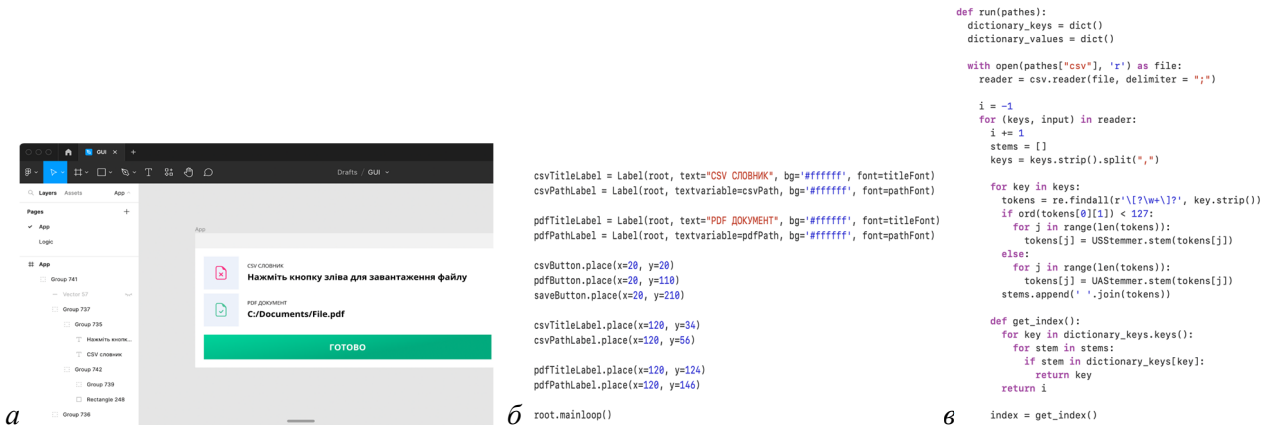 GUI
Drafts / GUI
Layers Assets App
Pages
App
Logic
App
Group 741
Vector 57
Group 737
Group 735
Нажміть кнопк...
CSV словник
Group 742
Group 739
Rectangle 248
Group 736
App
CSV СЛОВНИК
Нажміть кнопку зліва для завантаження файлу
PDF ДОКУМЕНТ
C:/Documents/File.pdf
ГОТОВО
а
csvTitleLabel = Label(root, text="CSV СЛОВНИК", bg='#ffffff', font=titleFont)
csvPathLabel = Label(root, textvariable=csvPath, bg='#ffffff', font=pathFont)
pdfTitleLabel = Label(root, text="PDF ДОКУМЕНТ", bg='#ffffff', font=titleFont)
pdfPathLabel = Label(root, textvariable=pdfPath, bg='#ffffff', font=pathFont)
csvButton.place(x=20, y=20)
pdfButton.place(x=20, y=110)
saveButton.place(x=20, y=210)
csvTitleLabel.place(x=120, y=34)
csvPathLabel.place(x=120, y=56)
pdfTitleLabel.place(x=120, y=124)
pdfPathLabel.place(x=120, y=146)
root.mainloop()
б
def run(pathes):
dictionary_keys = dict()
dictionary_values = dict()
with open(pathes["csv"], 'r') as file:
reader = csv.reader(file, delimiter = ";")
i = -1
for (keys, input) in reader:
i += 1
stems = []
keys = keys.strip().split(",")
for key in keys:
tokens = re.findall(r'\[?\w+\]?', key.strip())
if ord(tokens[0][1]) < 127:
for j in range(len(tokens)):
tokens[j] = USStemmer.stem(tokens[j])
else:
for j in range(len(tokens)):
tokens[j] = UAStemmer.stem(tokens[j])
stems.append(' '.join(tokens))
def get_index():
for key in dictionary_keys.keys():
for stem in stems:
if stem in dictionary_keys[key]:
return key
return i
index = get_index()
в